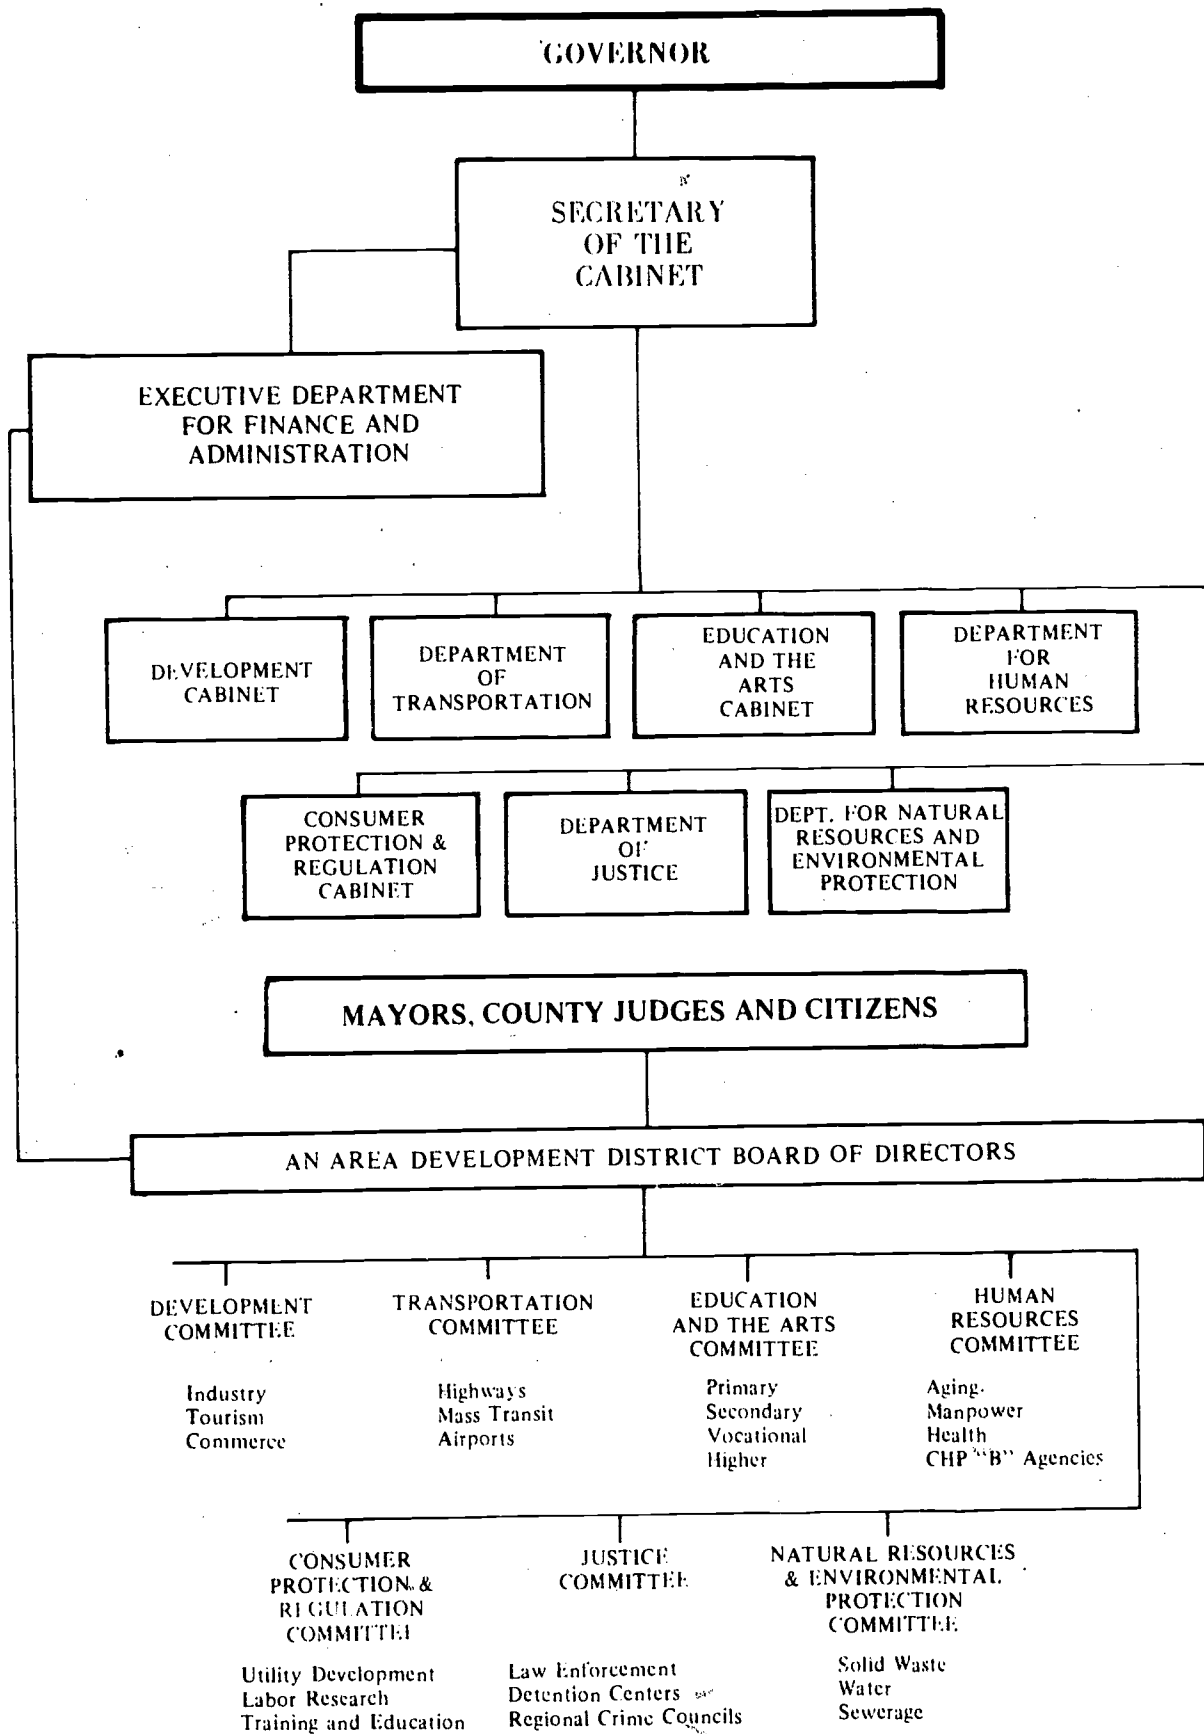 GOVERNOR
SECRETARY
OF THE
CABINET
EXECUTIVE DEPARTMENT
FOR FINANCE AND
ADMINISTRATION
DEVELOPMENT
CABINET
DEPARTMENT
OF
TRANSPORTATION
EDUCATION
AND THE
ARTS
CABINET
DEPARTMENT
FOR
HUMAN
RESOURCES
CONSUMER
PROTECTION &
REGULATION
CABINET
DEPARTMENT
OF
JUSTICE
DEPT. FOR NATURAL
RESOURCES AND
ENVIRONMENTAL
PROTECTION
MAYORS, COUNTY JUDGES AND CITIZENS
AN AREA DEVELOPMENT DISTRICT BOARD OF DIRECTORS
DEVELOPMENT
COMMITTEE
Industry
Tourism
Commerce
TRANSPORTATION
COMMITTEE
Highways
Mass Transit
Airports
EDUCATION
AND THE ARTS
COMMITTEE
Primary
Secondary
Vocational
Higher
HUMAN
RESOURCES
COMMITTEE
Aging
Manpower
Health
CHP "B" Agencies
CONSUMER
PROTECTION &
REGULATION
COMMITTEE
Utility Development
Labor Research
Training and Education
JUSTICE
COMMITTEE
Law Enforcement
Detention Centers
Regional Crime Councils
NATURAL RESOURCES
& ENVIRONMENTAL
PROTECTION
COMMITTEE
Solid Waste
Water
Sewerage